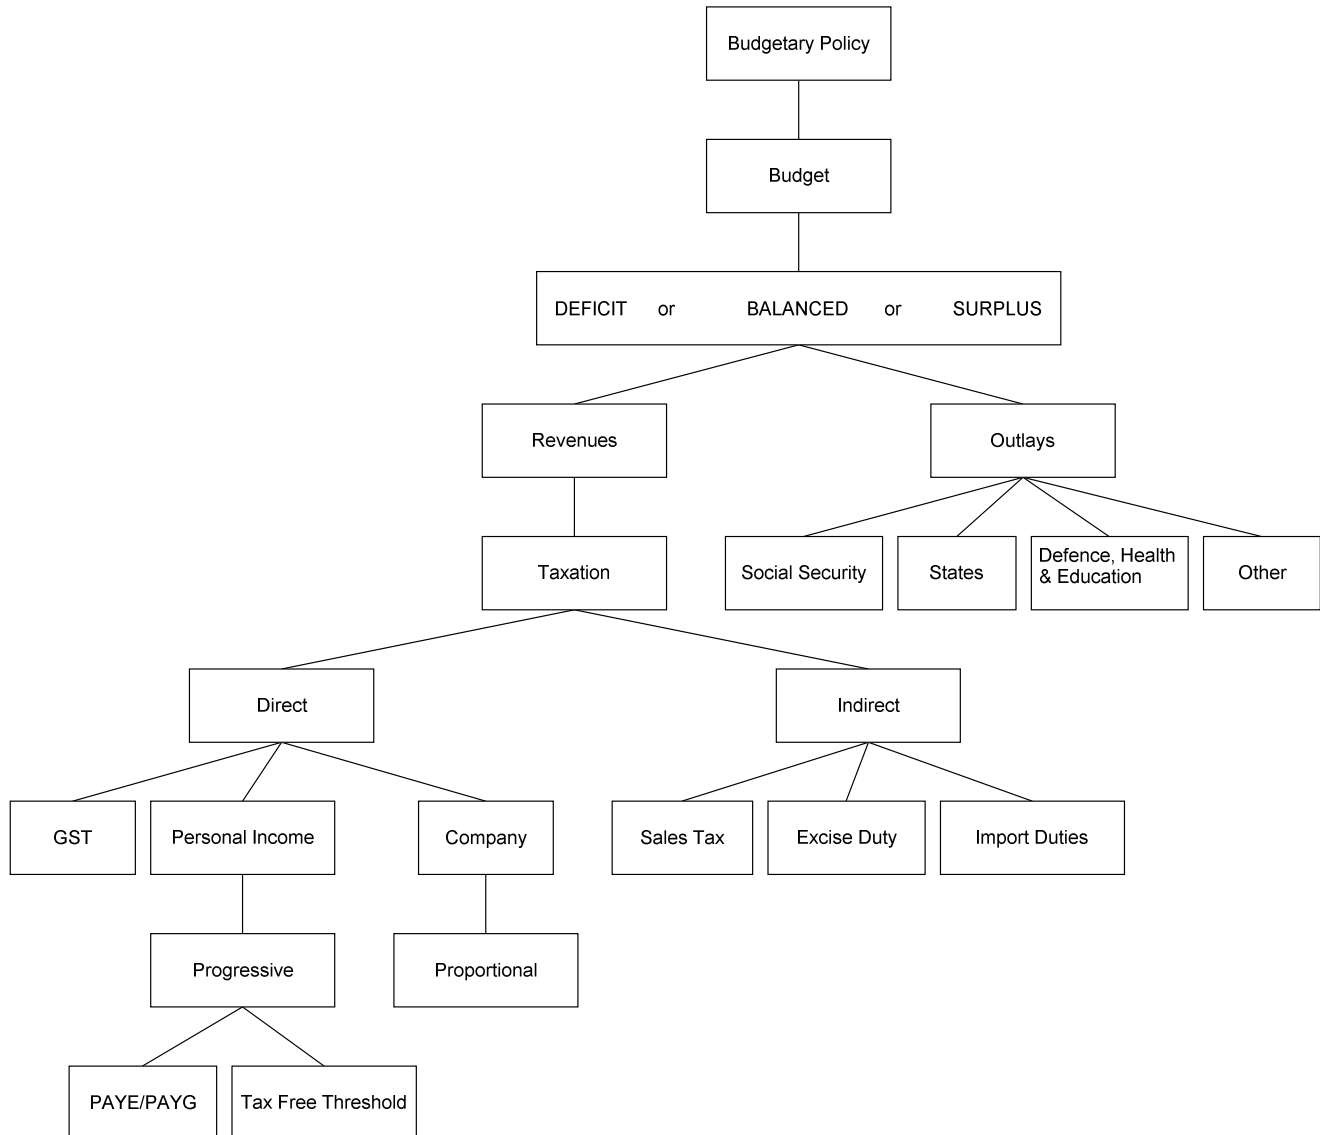 Budgetary Policy
Budget
DEFICIT or BALANCED or SURPLUS
Revenues
Outlays
Taxation
Social Security
States
Defence, Health
& Education
Other
Direct
Indirect
GST
Personal Income
Company
Sales Tax
Excise Duty
Import Duties
Progressive
Proportional
PAYE/PAYG
Tax Free Threshold